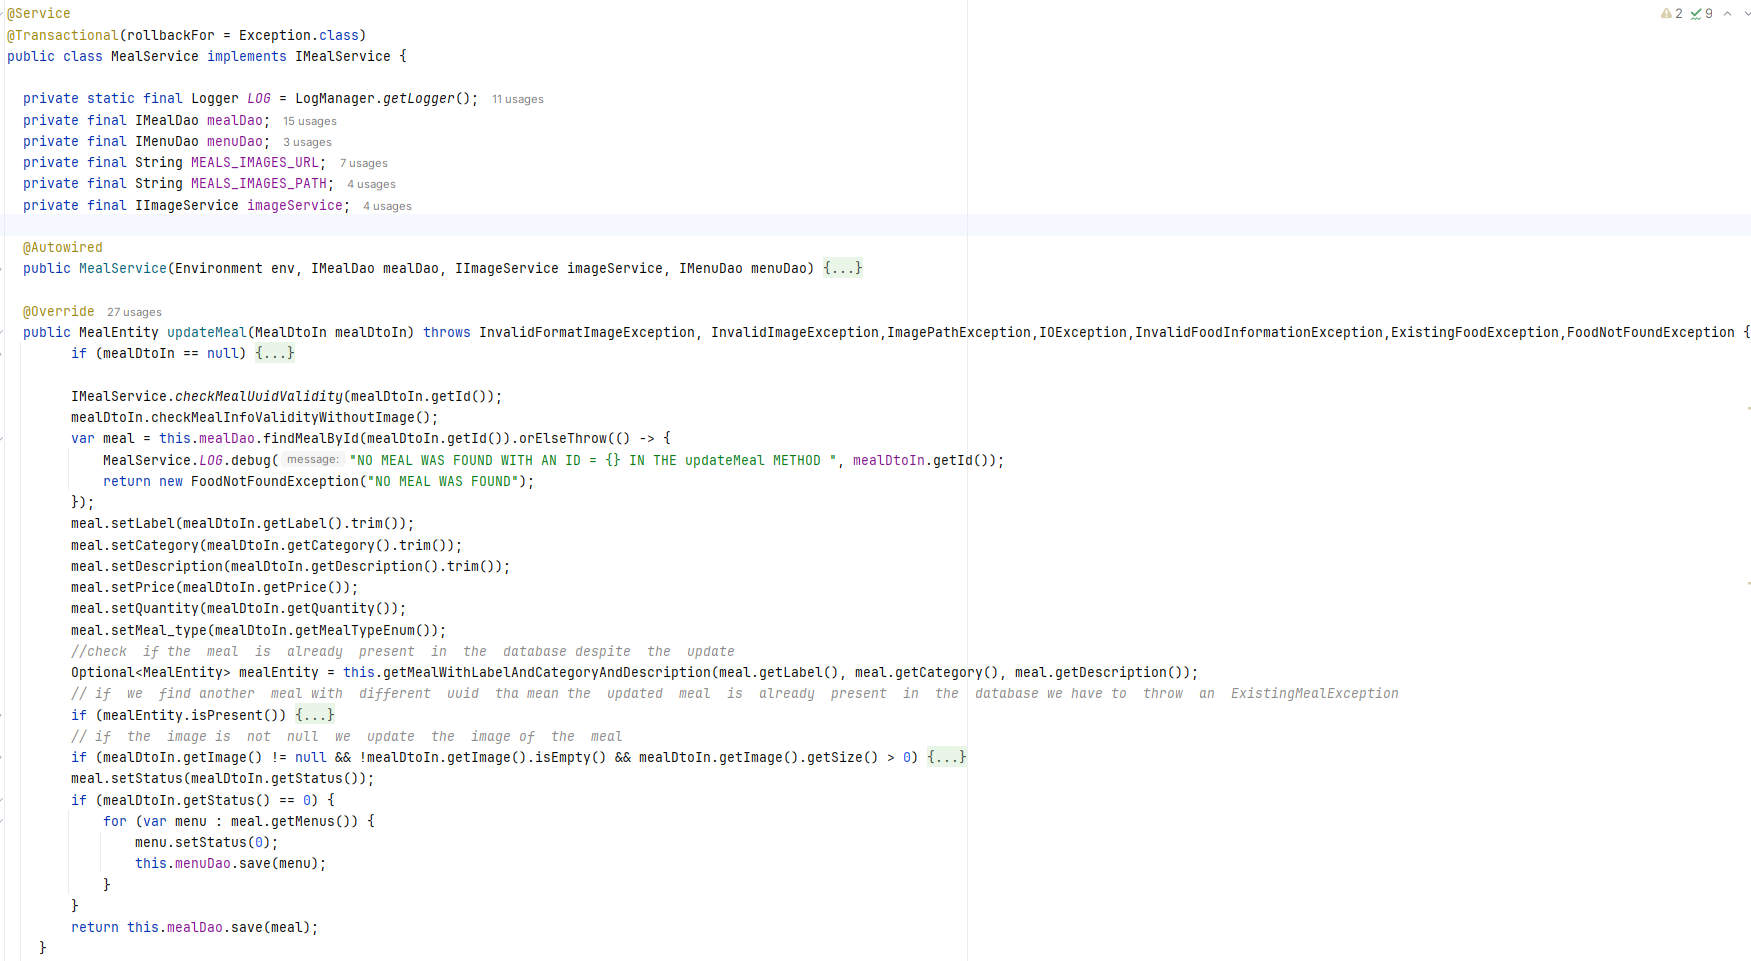 @Service
2 9
@Transactional(rollbackFor = Exception.class)
public class MealService implements IMealService {
private static final Logger LOG = LogManager.getLogger(); 11 usages
private final IMealDao mealDao; 15 usages
private final IMenuDao menuDao; 3 usages
private final String MEALS_IMAGES_URL; 7 usages
private final String MEALS_IMAGES_PATH; 4 usages
private final IImageService imageService; 4 usages
@Autowired
public MealService(Environment env, IMealDao mealDao, IImageService imageService, IMenuDao menuDao) {...}
@Override 27 usages
public MealEntity updateMeal(MealDtoIn mealDtoIn) throws InvalidFormatImageException, InvalidImageException,ImagePathException,IOException,InvalidFoodInformationException,ExistingFoodException,FoodNotFoundException {
if (mealDtoIn == null) {...}
IMealService.checkMealUuidValidity(mealDtoIn.getId());
mealDtoIn.checkMealInfoValidityWithoutImage();
var meal = this.mealDao.findMealById(mealDtoIn.getId()).orElseThrow(() -> {
MealService.LOG.debug( message: "NO MEAL WAS FOUND WITH AN ID = {} IN THE updateMeal METHOD ", mealDtoIn.getId());
return new FoodNotFoundException("NO MEAL WAS FOUND");
});
meal.setLabel(mealDtoIn.getLabel().trim());
meal.setCategory(mealDtoIn.getCategory().trim());
meal.setDescription(mealDtoIn.getDescription().trim());
meal.setPrice(mealDtoIn.getPrice());
meal.setQuantity(mealDtoIn.getQuantity());
meal.setMeal_type(mealDtoIn.getMealTypeEnum());
//check  if the  meal  is  already  present  in  the  database despite  the  update
Optional<MealEntity> mealEntity = this.getMealWithLabelAndCategoryAndDescription(meal.getLabel(), meal.getCategory(), meal.getDescription());
// if  we  find another  meal with  different  uuid  tha mean the  updated  meal  is  already  present  in  the  database we have to  throw  an  ExistingMealException
if (mealEntity.isPresent()) {...}
// if  the  image is  not  null  we  update  the  image of  the  meal
if (mealDtoIn.getImage() != null && !mealDtoIn.getImage().isEmpty() && mealDtoIn.getImage().getSize() > 0) {...}
meal.setStatus(mealDtoIn.getStatus());
if (mealDtoIn.getStatus() == 0) {
for (var menu : meal.getMenus()) {
menu.setStatus(0);
this.menuDao.save(menu);
}
}
return this.mealDao.save(meal);
}